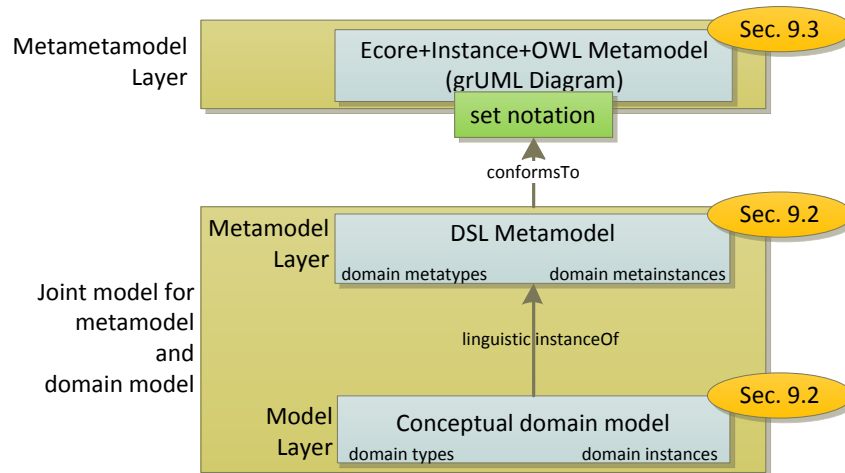 Metametamodel
Layer
Ecore+Instance+OWL Metamodel
(grUML Diagram)
Sec. 9.3
set notation
conformsTo
Joint model for
metamodel
and
domain model
Metamodel
Layer
DSL Metamodel
domain metatypes domain metainstances
Sec. 9.2
linguistic instanceOf
Model
Layer
Conceptual domain model
domain types domain instances
Sec. 9.2